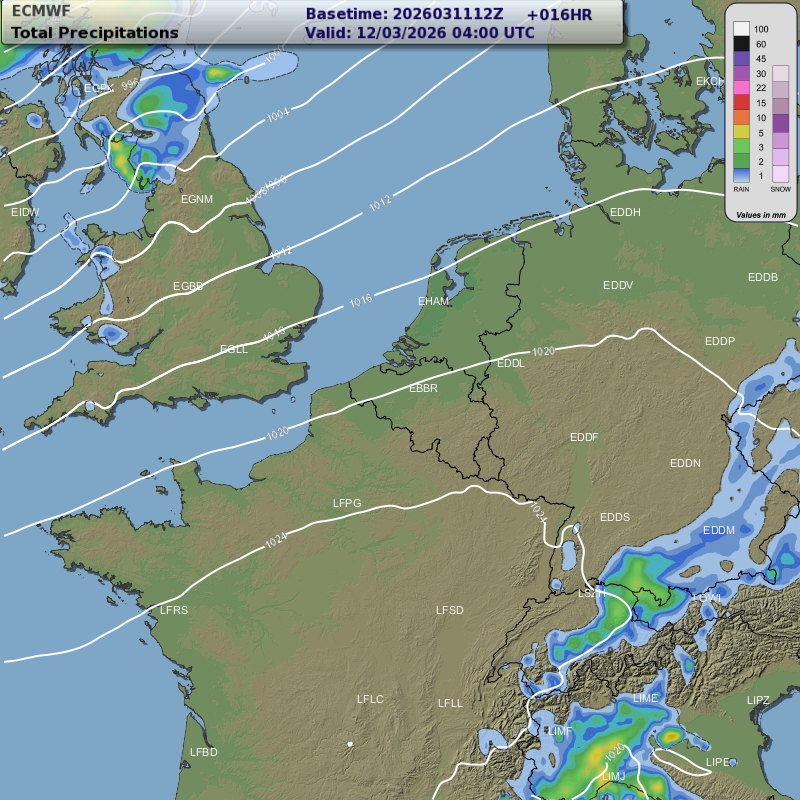 ECMWF
Basetime: 2026031112Z +016HR
Total Precipitations
Valid: 12/03/2026 04:00 UTC
100
60
45
30
22
15
10
5
3
2
1
RAIN SNOW
Values in mm
996
1004
EIDW
EGNM
1012
1012
EDDH
EGBB
EHAM
EDDV
EDDB
1016
EGLL
1020
EDDL
EDDP
EBBR
1020
EDDF
EDDN
LFPG
1024
EDDS
EDDM
1024
LFRS
LFSD
LSZH
LOWI
LFLC
LFLL
LIME
LIPZ
LIMF
LFBD
1020
LIPE
LIMJ